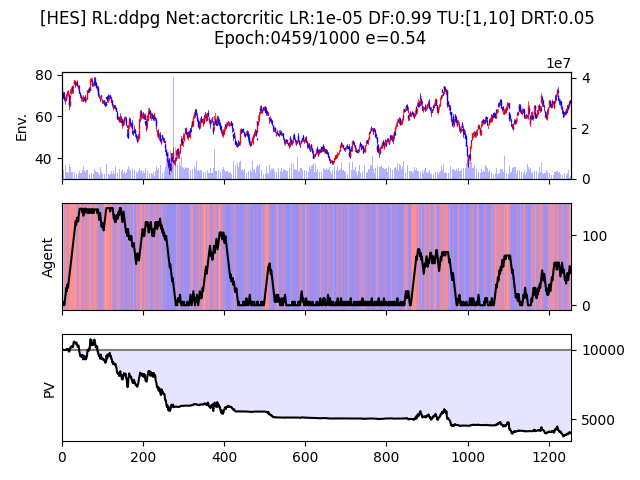 [HES] RL:ddpg Net:actorcritic LR:1e-05 DF:0.99 TU:[1,10] DRT:0.05
Epoch:0459/1000 e=0.54
1e7
80
60
40
Env.
4
2
0
Agent
100
0
PV
10000
5000
0
200
400
600
800
1000
1200